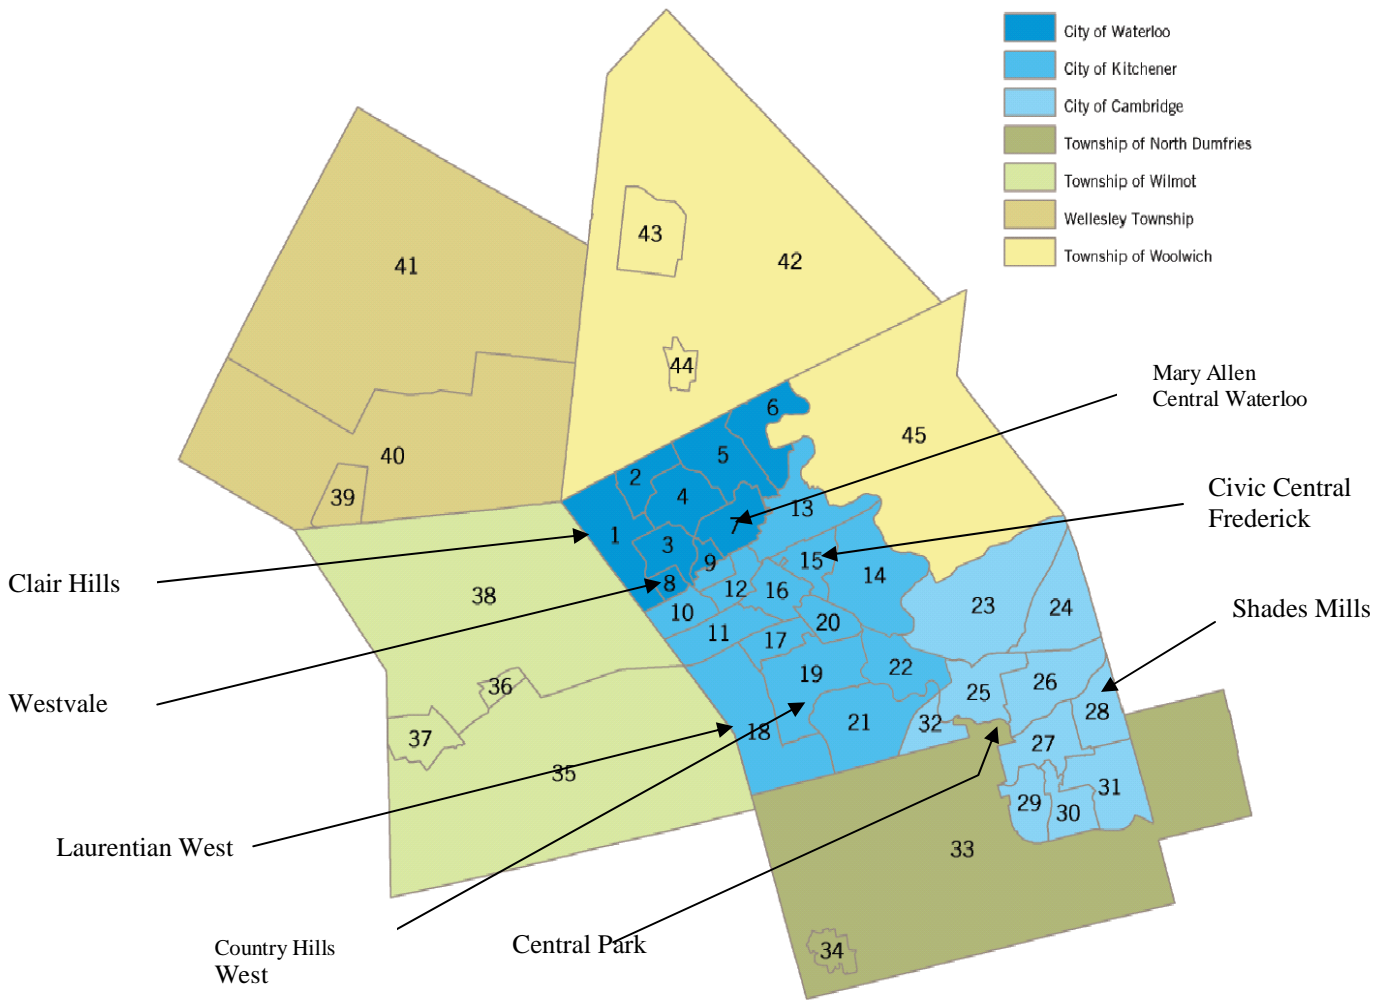 City of Waterloo
City of Kitchener
City of Cambridge
Township of North Dumfries
Township of Wilmot
Wellesley Township
Township of Woolwich
43
42
41
44
Mary Allen
Central Waterloo
6
45
40
5
2
39
4
13
Civic Central
Frederick
7
1
3
9
15
Clair Hills
8
12
16
14
38
10
23
24
Shades Mills
20
11
17
22
19
26
36
25
Westvale
28
21
32
18
37
27
35
31
29
30
Laurentian West
33
Country Hills
West
Central Park
34